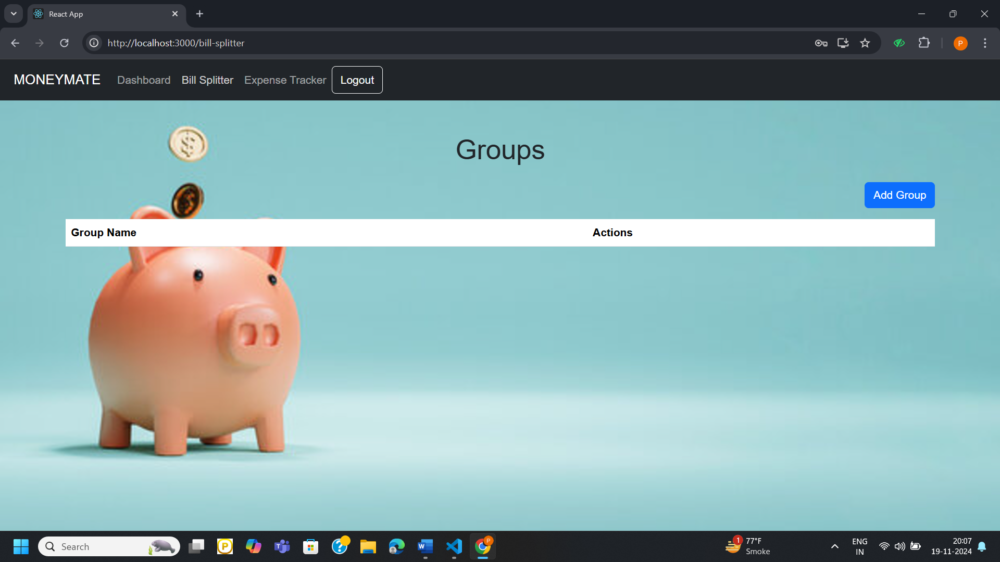 React App
http://localhost:3000/bill-splitter
P
MONEYMATE Dashboard Bill Splitter Expense Tracker Logout
Groups
Add Group
Group Name Actions
Search
1
77°F
Smoke
ENG
IN
20:07
19-11-2024